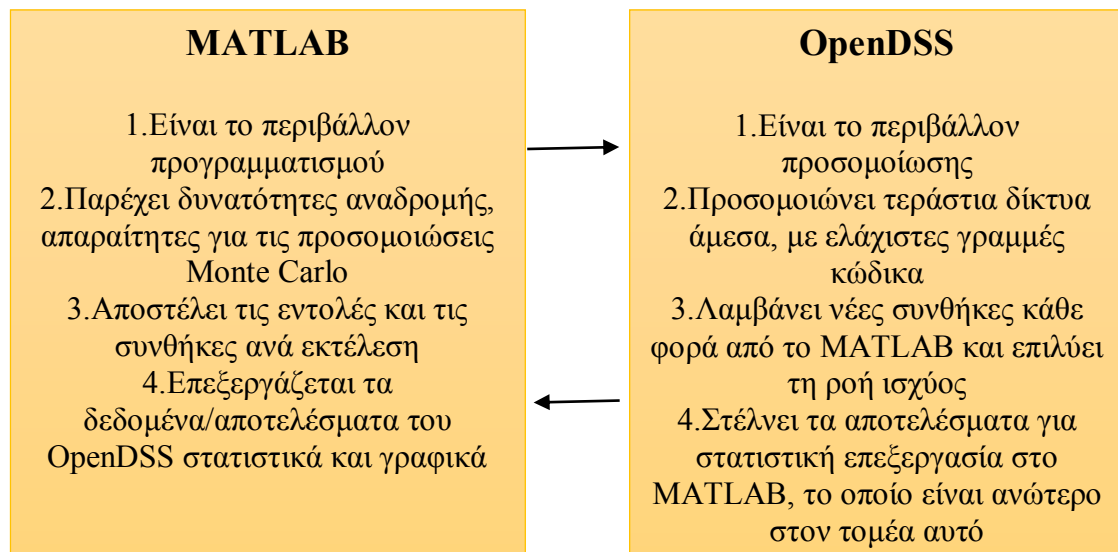 MATLAB
1.Είναι το περιβάλλον
προγραμματισμού
2.Παρέχει δυνατότητες αναδρομής,
απαραίτητες για τις προσομοιώσεις
Monte Carlo
3.Αποστέλει τις εντολές και τις
συνθήκες ανά εκτέλεση
4.Επεξεργάζεται τα
δεδομένα/αποτελέσματα του
OpenDSS στατιστικά και γραφικά
OpenDSS
1.Είναι το περιβάλλον
προσομοίωσης
2.Προσομοιώνει τεράστια δίκτυα
άμεσα, με ελάχιστες γραμμές
κώδικα
3.Λαμβάνει νέες συνθήκες κάθε
φορά από το MATLAB και επιλύει
τη ροή ισχύος
4.Στέλνει τα αποτελέσματα για
στατιστική επεξεργασία στο
MATLAB, το οποίο είναι ανώτερο
στον τομέα αυτό